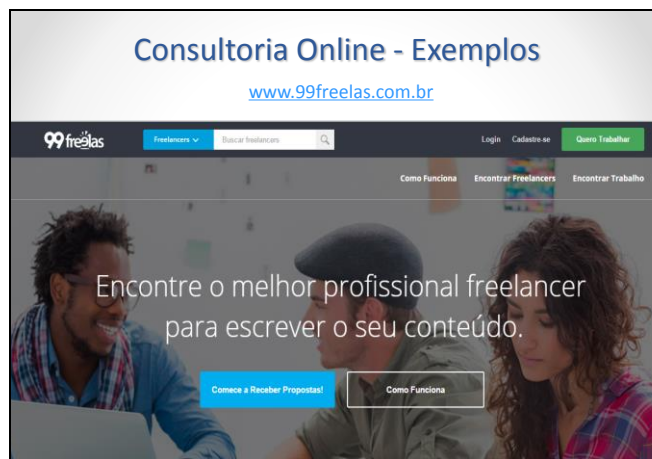 Consultoria Online - Exemplos
www.99freelas.com.br
99freelas
Freelancers
Buscar freelancers
Login
Cadastre-se
Quero Trabalhar
Como Funciona
Encontrar Freelancers
Encontrar Trabalho
Encontre o melhor profissional freelancer
para escrever o seu conteúdo.
Comece a Receber Propostas!
Como Funciona